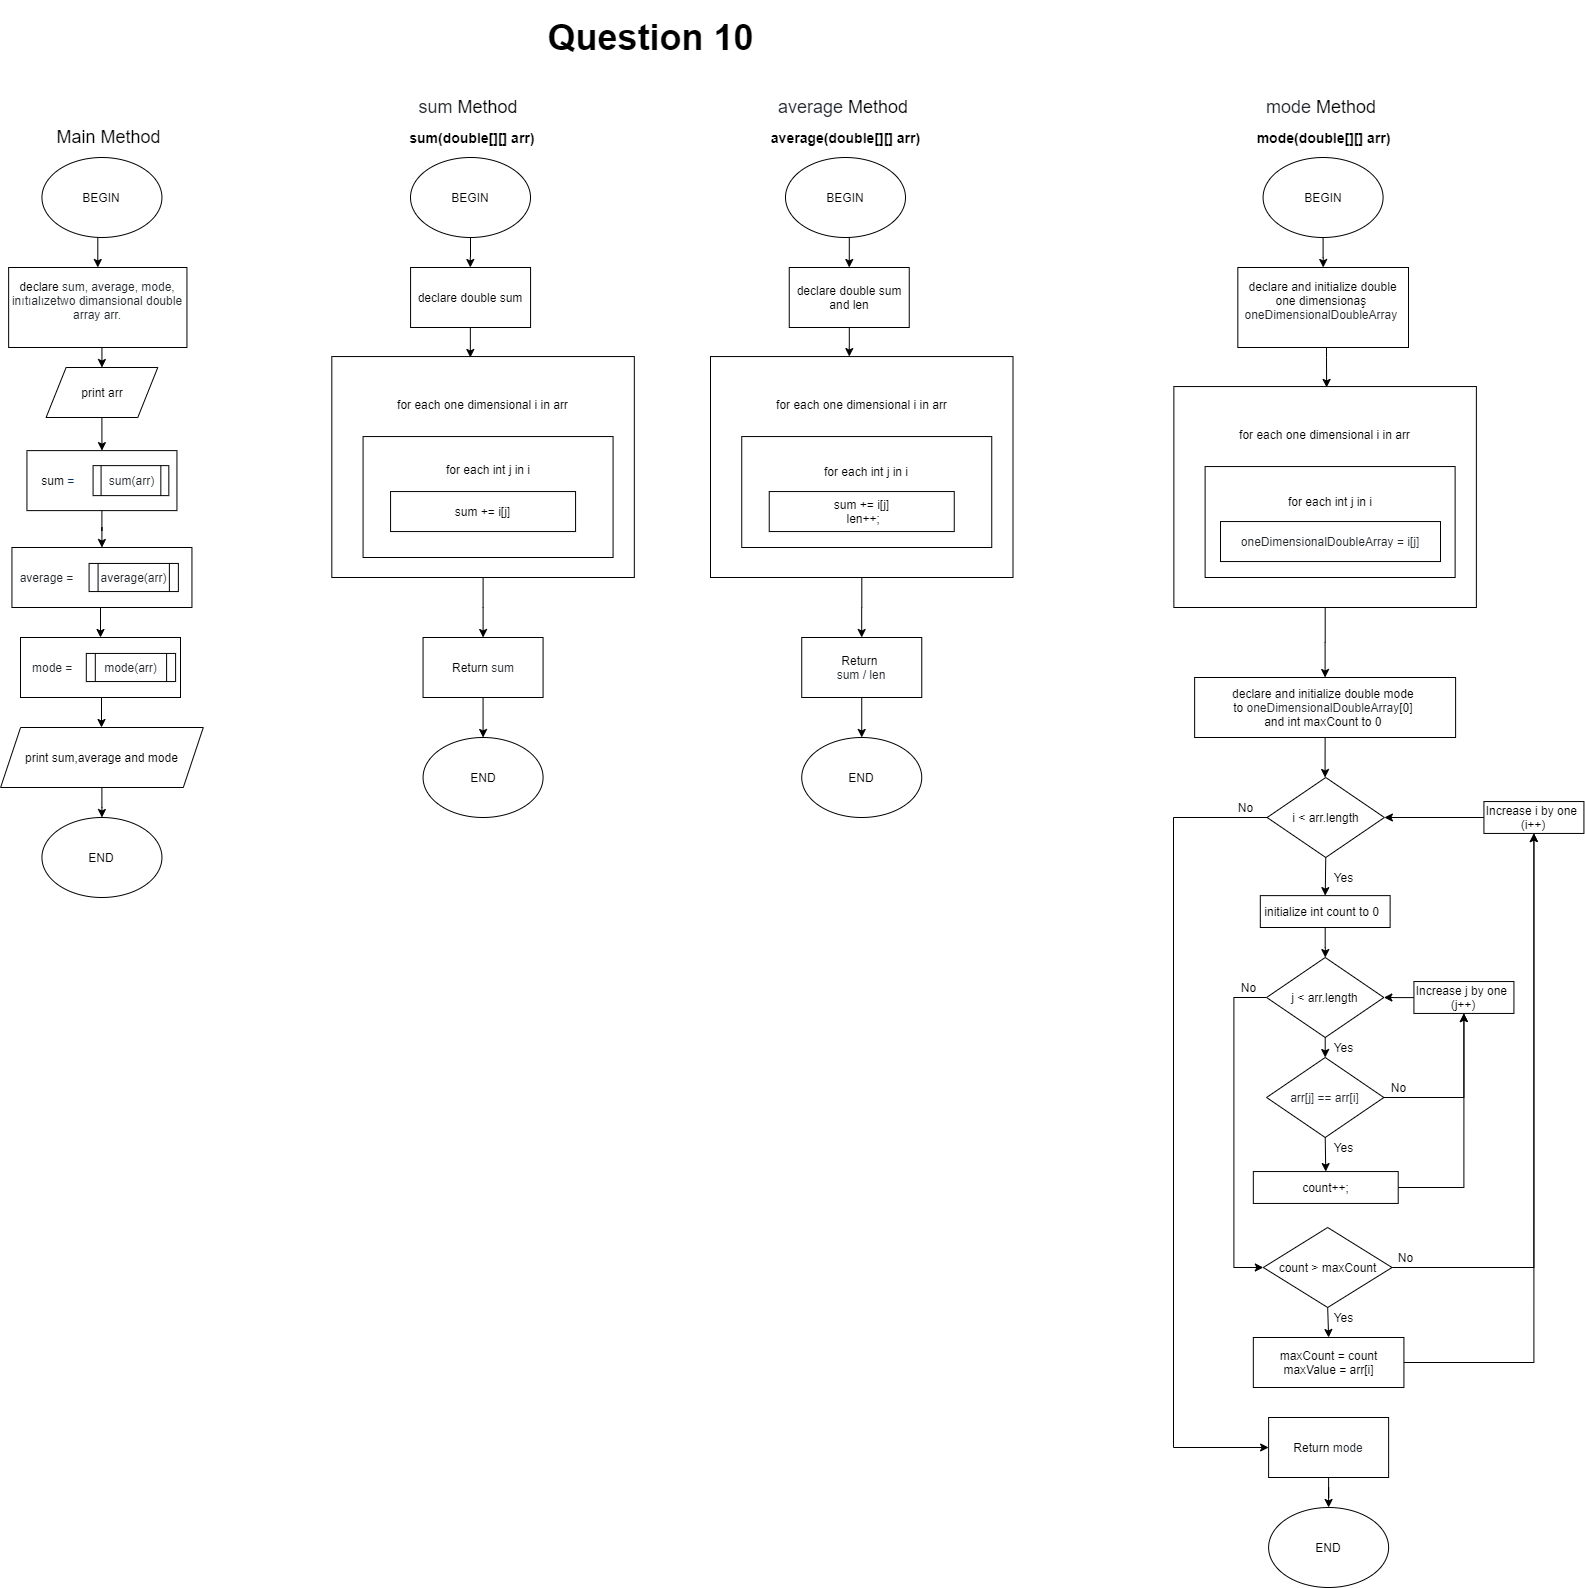 Question 10
Main Method
BEGIN
declare sum, average, mode,
initializetwo dimansional double
array arr.
print arr
sum =
sum(arr)
average =
average(arr)
mode =
mode(arr)
print sum,average and mode
END
sum Method
sum(double[][] arr)
BEGIN
declare double sum
for each one dimensional i in arr
for each int j in i
sum += i[j]
Return sum
END
average Method
average(double[][] arr)
BEGIN
declare double sum
and len
for each one dimensional i in arr
for each int j in i
sum += i[j]
len++;
Return
sum / len
END
mode Method
mode(double[][] arr)
BEGIN
declare and initialize double
one dimensionaş
oneDimensionalDoubleArray
for each one dimensional i in arr
for each int j in i
oneDimensionalDoubleArray = i[j]
declare and initialize double mode
to oneDimensionalDoubleArray[0]
and int maxCount to 0
No
i < arr.length
Increase i by one
(i++)
Yes
initialize int count to 0
No
j < arr.length
Increase j by one
(j++)
Yes
arr[j] == arr[i]
No
Yes
count++;
count > maxCount
No
Yes
maxCount = count
maxValue = arr[i]
Return mode
END